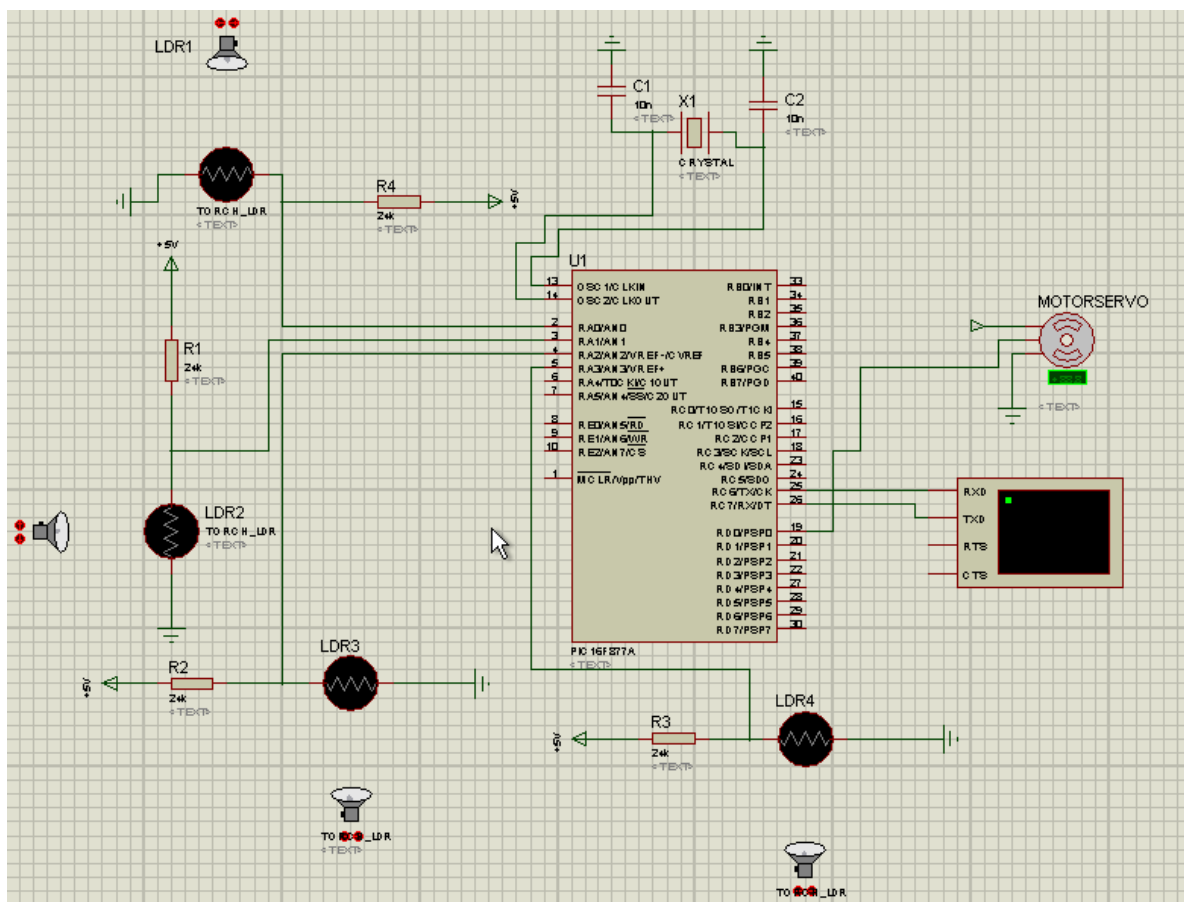 LDR1
C1
10n
<TEXT>
X1
CRYSTAL
<TEXT>
C2
10n
<TEXT>
TORCH_LDR
<TEXT>
R4
24k
<TEXT>
+5V
+5V
R1
24k
<TEXT>
LDR2
TORCH_LDR
<TEXT>
U1
13 OSC1/CLKIN
14 OSC2/CLKOUT
2 RA0/AN0
3 RA1/AN1
4 RA2/AN2/VREF-/CVREF
5 RA3/AN3/VREF+
6 RA4/T0CKI/C1OUT
7 RA5/AN4/SS/C2OUT
8 RE0/AN5/RD
9 RE1/AN6/WR
10 RE2/AN7/CS
1 MCLR/Vpp/THV
RB0/INT 33
RB1 34
RB2 35
RB3/PGM 36
RB4 37
RB5 38
RB6/PGC 39
RB7/PGD 40
RC0/T1OSO/T1CKI 15
RC1/T1OSI/CCP2 16
RC2/CCP1 17
RC3/SCK/SCL 18
RC4/SDI/SDA 23
RC5/SDO 24
RC6/TX/CK 25
RC7/RX/DT 26
RD0/PSP0 19
RD1/PSP1 20
RD2/PSP2 21
RD3/PSP3 22
RD4/PSP4 27
RD5/PSP5 28
RD6/PSP6 29
RD7/PSP7 30
PIC16F877A
<TEXT>
MOTORSERVO
<TEXT>
RXD
TXD
RTS
CTS
+5V
R2
24k
<TEXT>
LDR3
TORCH_LDR
<TEXT>
+5V
R3
24k
<TEXT>
LDR4
TORCH_LDR